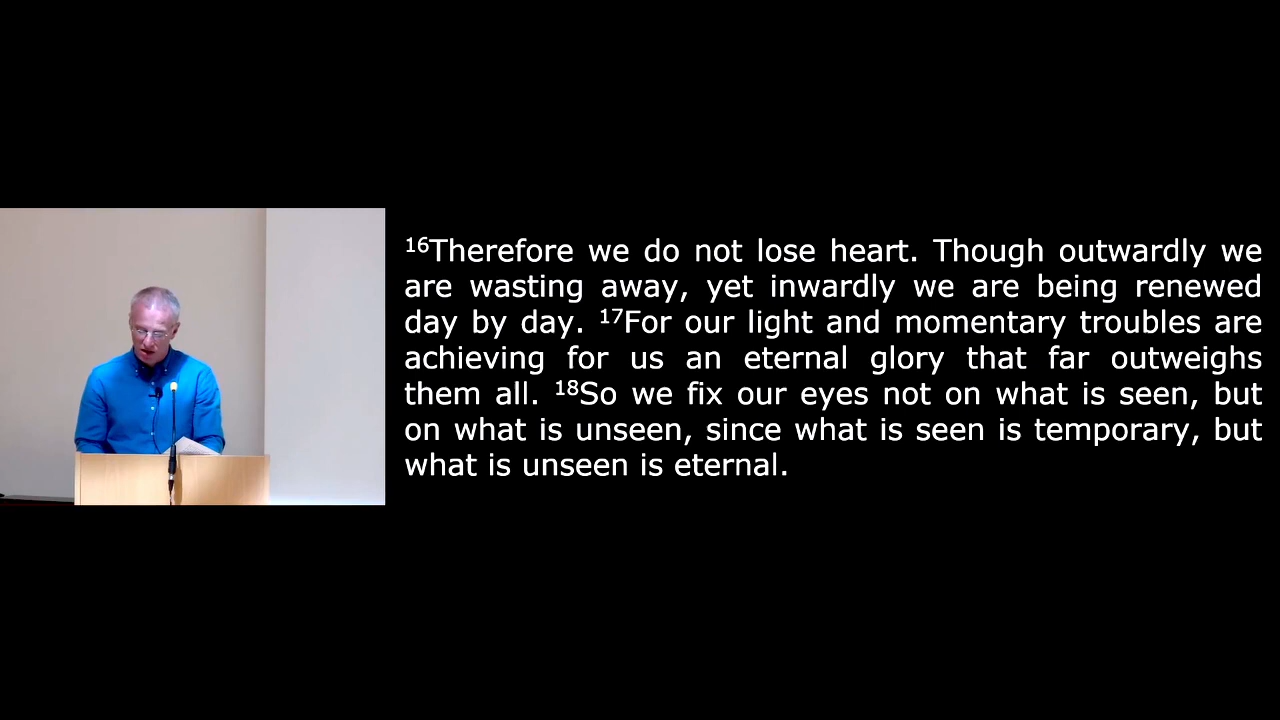 ¹⁶Therefore we do not lose heart. Though outwardly we
are wasting away, yet inwardly we are being renewed
day by day. ¹⁷For our light and momentary troubles are
achieving for us an eternal glory that far outweighs
them all. ¹⁸So we fix our eyes not on what is seen, but
on what is unseen, since what is seen is temporary, but
what is unseen is eternal.